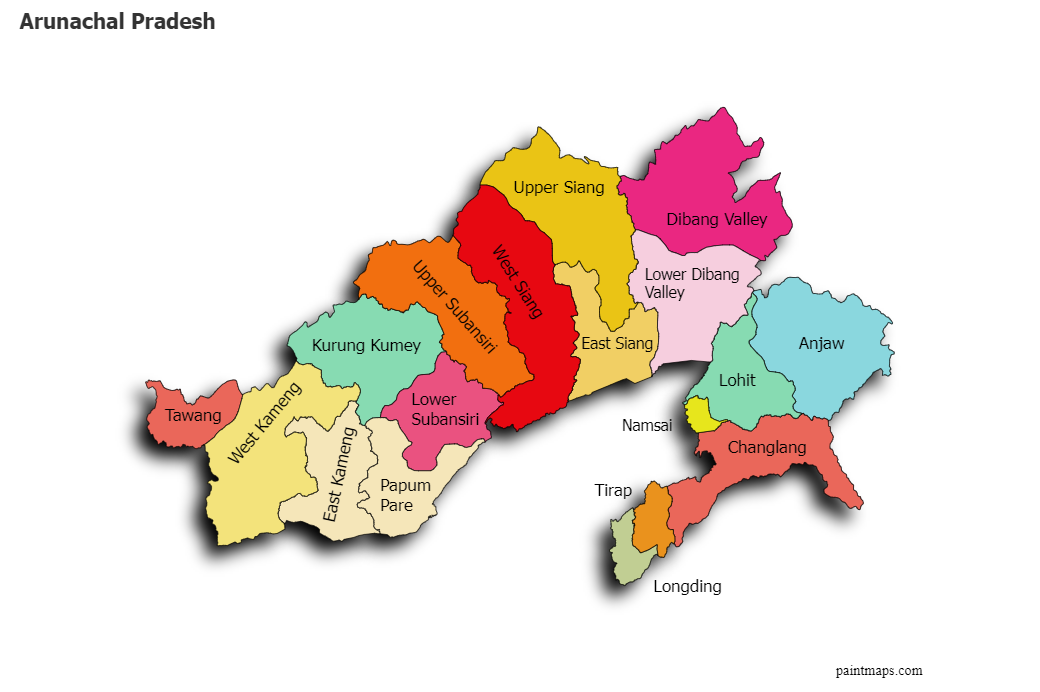 Arunachal Pradesh
Upper Siang
Dibang Valley
West Siang
Lower Dibang
Valley
Upper Subansiri
Kurung Kumey
East Siang
Anjaw
Lohit
Tawang
West Kameng
Lower
Subansiri
Namsai
Changlang
East Kameng
Papum
Pare
Tirap
Longding
paintmaps.com